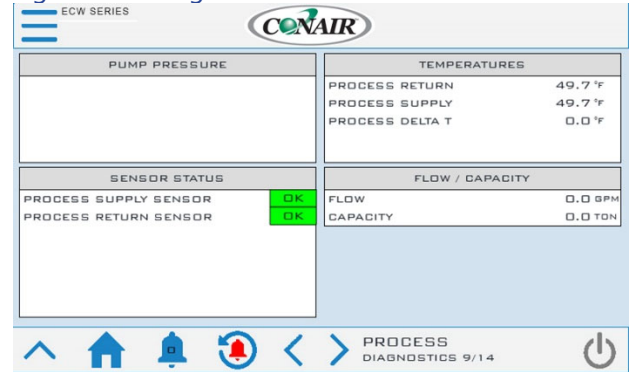 ECW SERIES
CONAIR
PUMP PRESSURE
TEMPERATURES
PROCESS RETURN 49.7 °F
PROCESS SUPPLY 49.7 °F
PROCESS DELTA T 0.0 °F
SENSOR STATUS
PROCESS SUPPLY SENSOR OK
PROCESS RETURN SENSOR OK
FLOW / CAPACITY
FLOW 0.0 GPM
CAPACITY 0.0 TON
0
PROCESS
DIAGNOSTICS 9/14